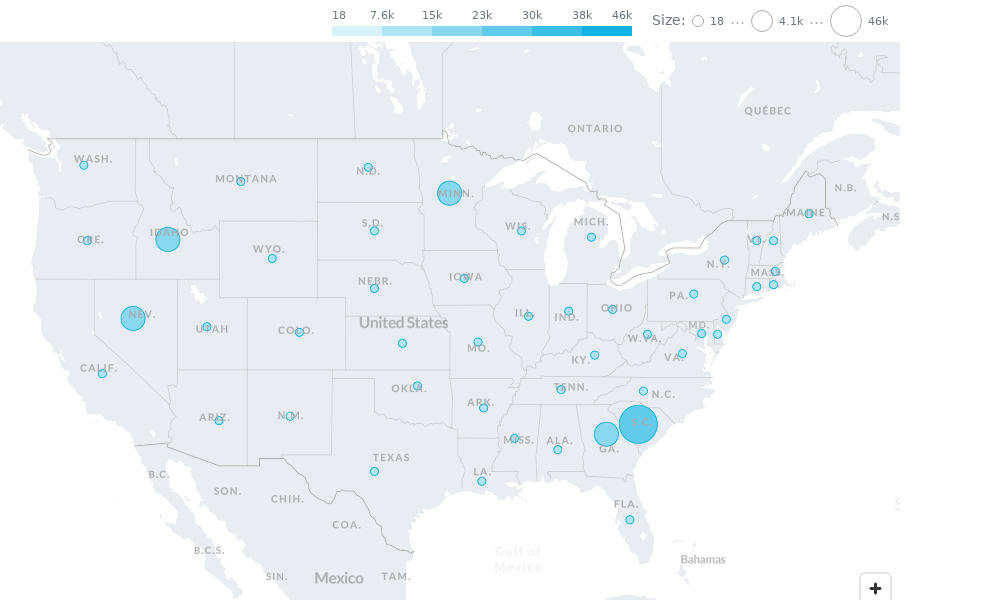 18 7.6k 15k 23k 30k 38k 46k
Size: 18 ... 4.1k ... 46k
QUÉBEC
ONTARIO
WASH.
MONTANA
N.D.
MINN.
N.B.
MAINE
N.S
ORE.
IDAHO
S.D.
WIS.
MICH.
VT.
WYO.
N.Y.
MASS.
NEBR.
IOWA
PA.
NEV.
UTAH
COLO.
United States
ILL.
IND.
OHIO
MD.
W.VA.
MO.
KY.
VA.
CALIF.
OKLA.
TENN.
N.C.
ARIZ.
N.M.
ARK.
S.C.
MISS.
ALA.
GA.
TEXAS
LA.
B.C.
SON.
CHIH.
FLA.
COA.
B.C.S.
Gulf of
Mexico
Bahamas
SIN.
Mexico
TAM.
+